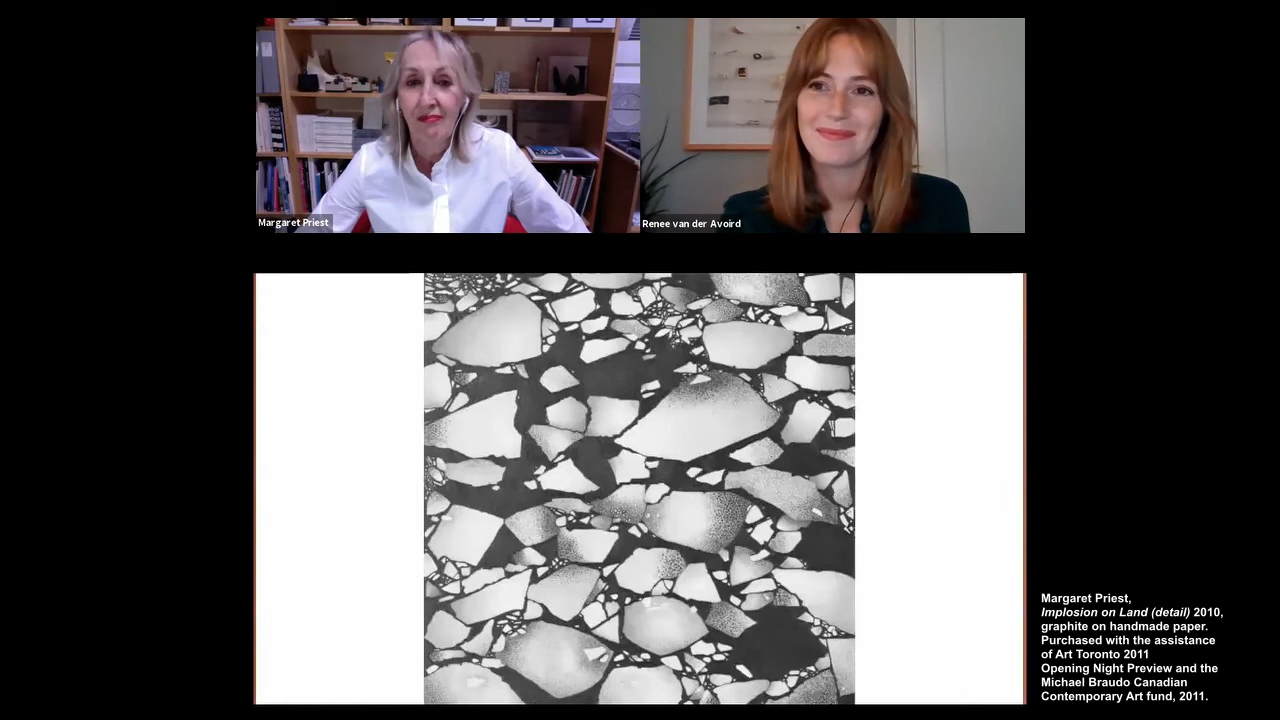 Margaret Priest
Renee van der Avoird
Margaret Priest,
Implosion on Land (detail) 2010,
graphite on handmade paper.
Purchased with the assistance
of Art Toronto 2011
Opening Night Preview and the
Michael Braudo Canadian
Contemporary Art fund, 2011.